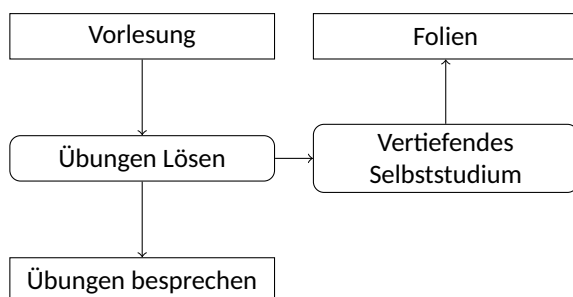 Vorlesung
Folien
Übungen Lösen
Vertiefendes
Selbststudium
Übungen besprechen